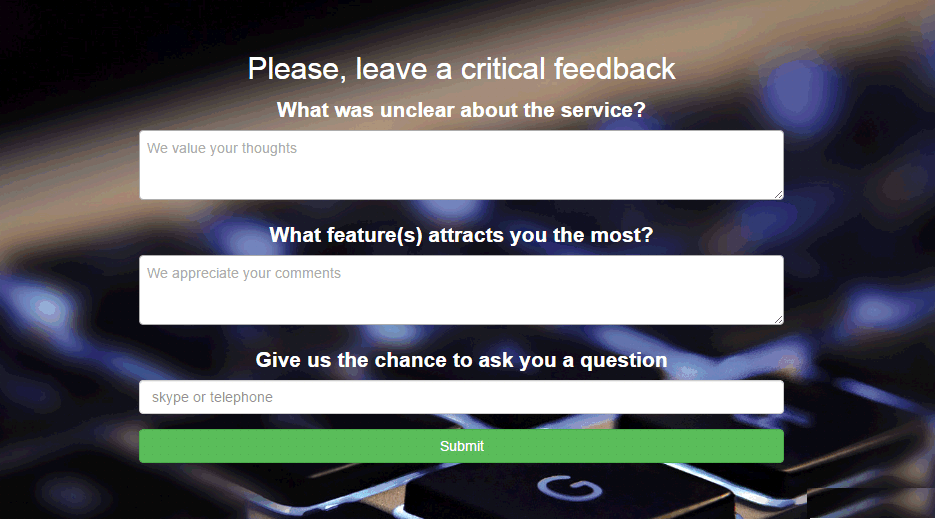 Please, leave a critical feedback
What was unclear about the service?
We value your thoughts
What feature(s) attracts you the most?
We appreciate your comments
Give us the chance to ask you a question
skype or telephone
Submit
G